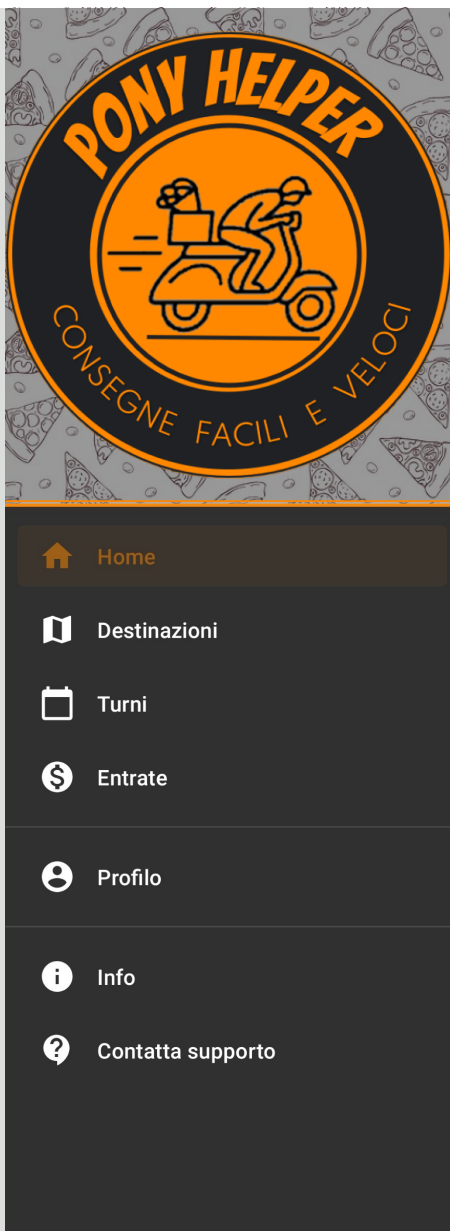 PONY HELPER
CONSEGNE FACILI E VELOCI
Home
Destinazioni
Turni
Entrate
Profilo
Info
Contatta supporto